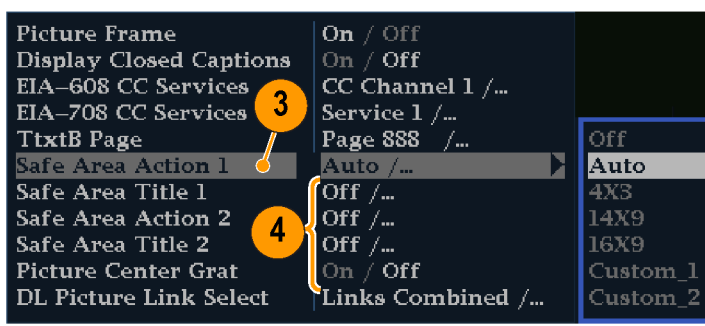 Picture Frame On / Off
Display Closed Captions On / Off
EIA–608 CC Services CC Channel 1 /...
EIA–708 CC Services Service 1 /...
3
TtxtB Page Page 888 /...
Off
Safe Area Action 1 Auto /...
Auto
Safe Area Title 1 Off /...
4X3
Safe Area Action 2 Off /...
14X9
4
Safe Area Title 2 Off /...
16X9
Picture Center Grat On / Off
Custom_1
DL Picture Link Select Links Combined /...
Custom_2